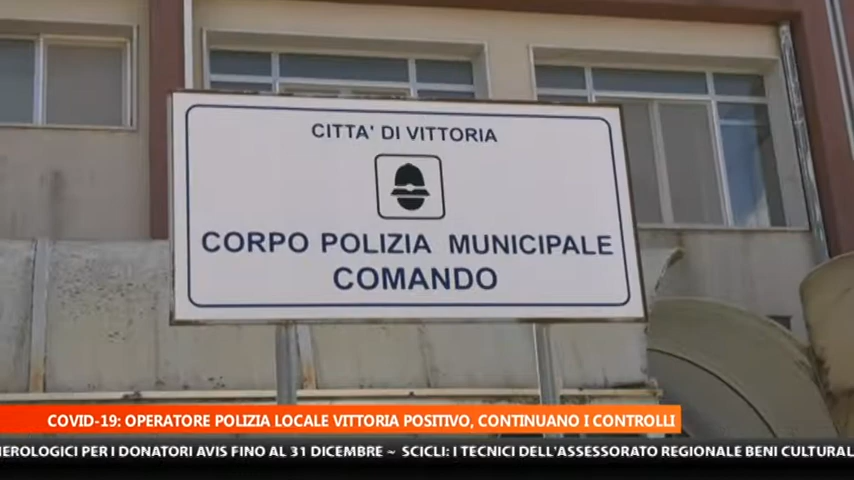 CITTA' DI VITTORIA
CORPO POLIZIA MUNICIPALE
COMANDO
COVID-19: OPERATORE POLIZIA LOCALE VITTORIA POSITIVO, CONTINUANO I CONTROLLI
PER I DONATORI AVIS FINO AL 31 DICEMBRE ~ SCICLI: I TECNICI DELL'ASSESSORATO REGIONALE BENI